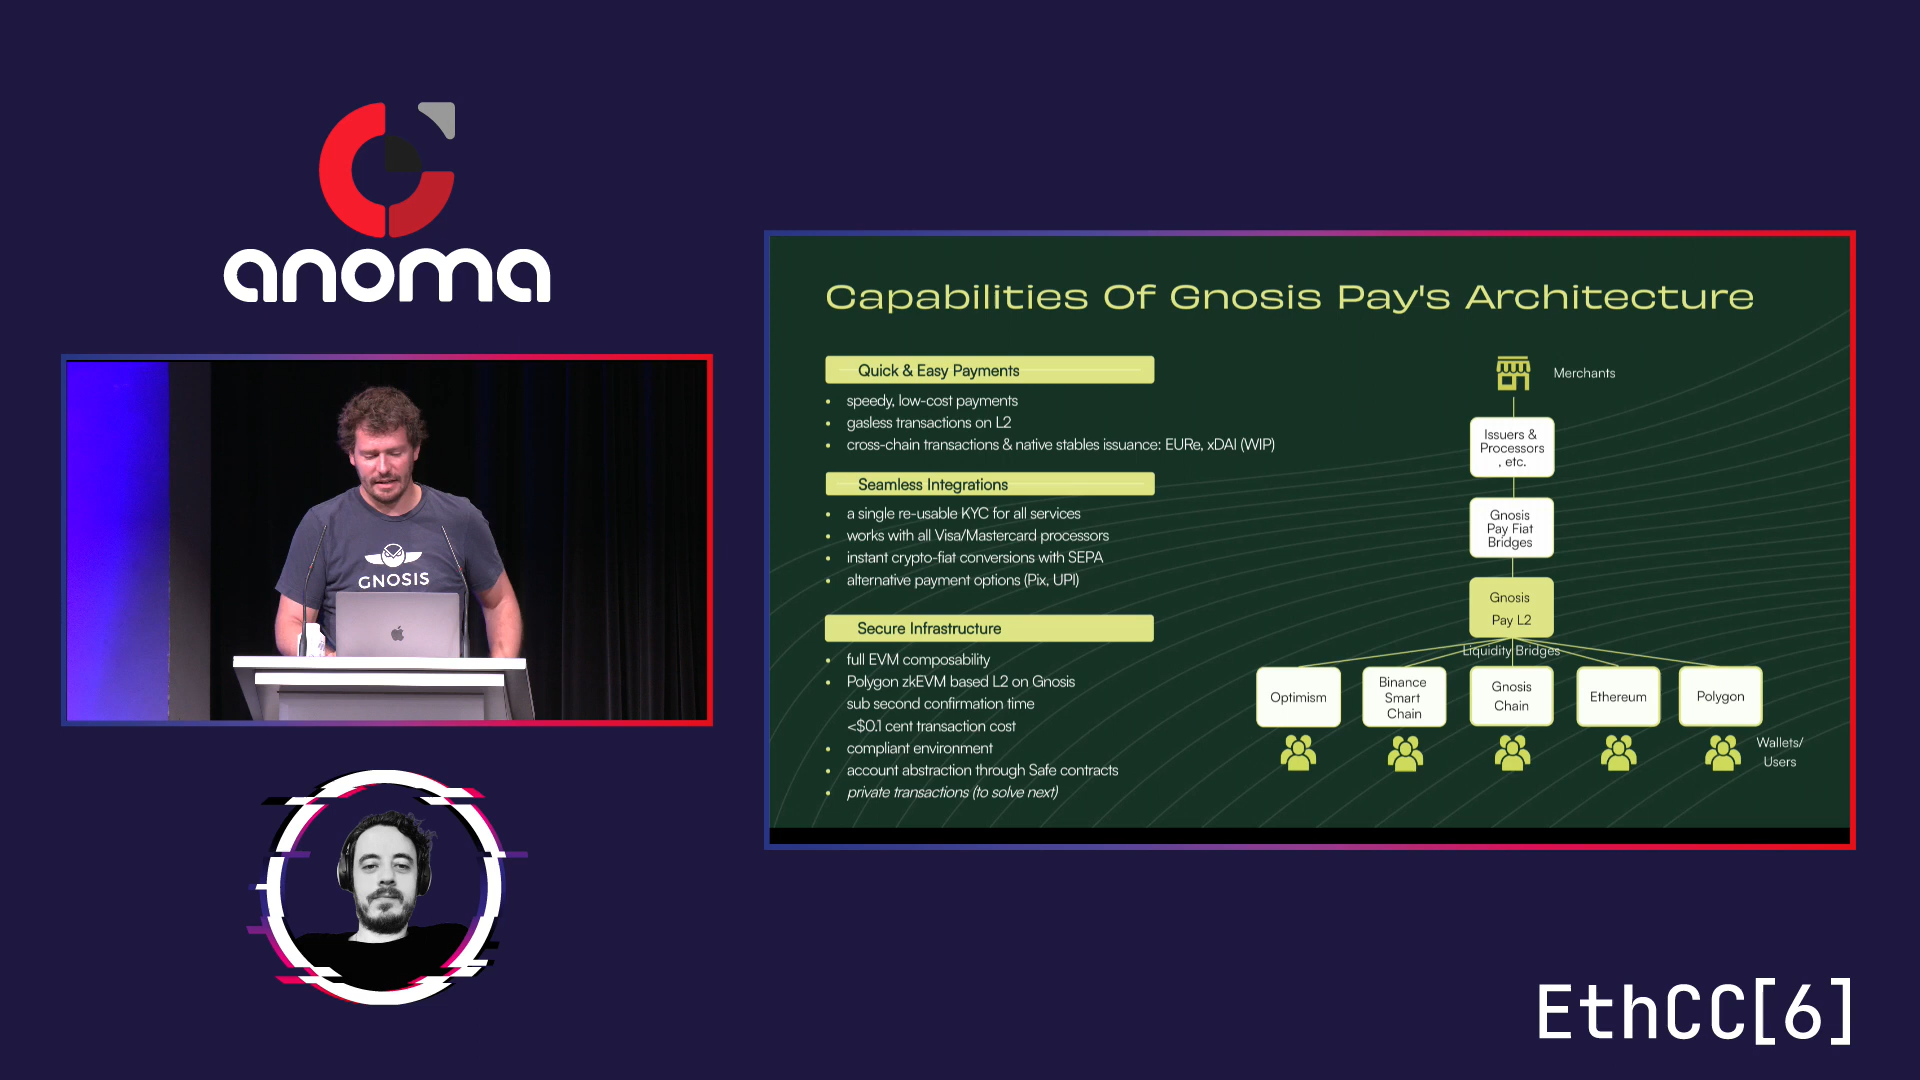 anoma
GNOSIS
Capabilities Of Gnosis Pay's Architecture
Quick & Easy Payments
• speedy, low-cost payments
• gasless transactions on L2
• cross-chain transactions & native stables issuance: EURe, xDAI (WIP)
Seamless Integrations
• a single re-usable KYC for all services
• works with all Visa/Mastercard processors
• instant crypto-fiat conversions with SEPA
• alternative payment options (Pix, UPI)
Secure Infrastructure
• full EVM composability
• Polygon zkEVM based L2 on Gnosis
sub second confirmation time
<$0.1 cent transaction cost
• compliant environment
• account abstraction through Safe contracts
• private transactions (to solve next)
Merchants
Issuers &
Processors
, etc.
Gnosis
Pay Fiat
Bridges
Gnosis
Pay L2
Liquidity Bridges
Optimism
Binance
Smart
Chain
Gnosis
Chain
Ethereum
Polygon
Wallets/
Users
EthCC[6]